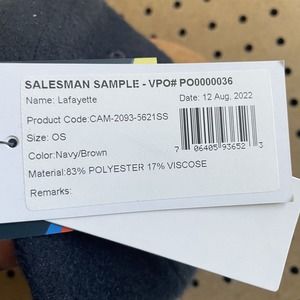 SALESMAN SAMPLE - VPO# PO0000036
Name: Lafayette Date: 12 Aug. 2022
Product Code:CAM-2093-5621SS
Size: OS
7 06405 93652 3
Color:Navy/Brown
Material:83% POLYESTER 17% VISCOSE
Remarks: